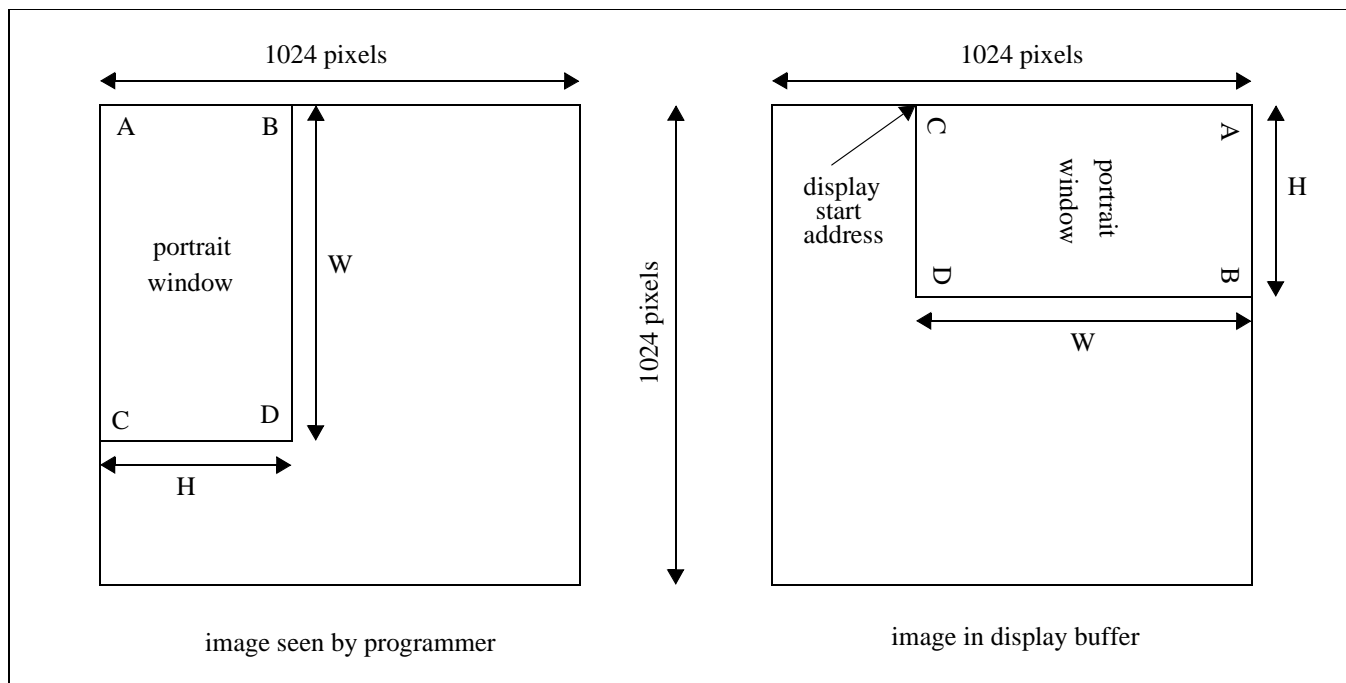 1024 pixels
A
B
portrait
window
W
C
D
H
image seen by programmer
1024 pixels
1024 pixels
C
A
display
start
address
portrait
window
H
D
B
W
image in display buffer